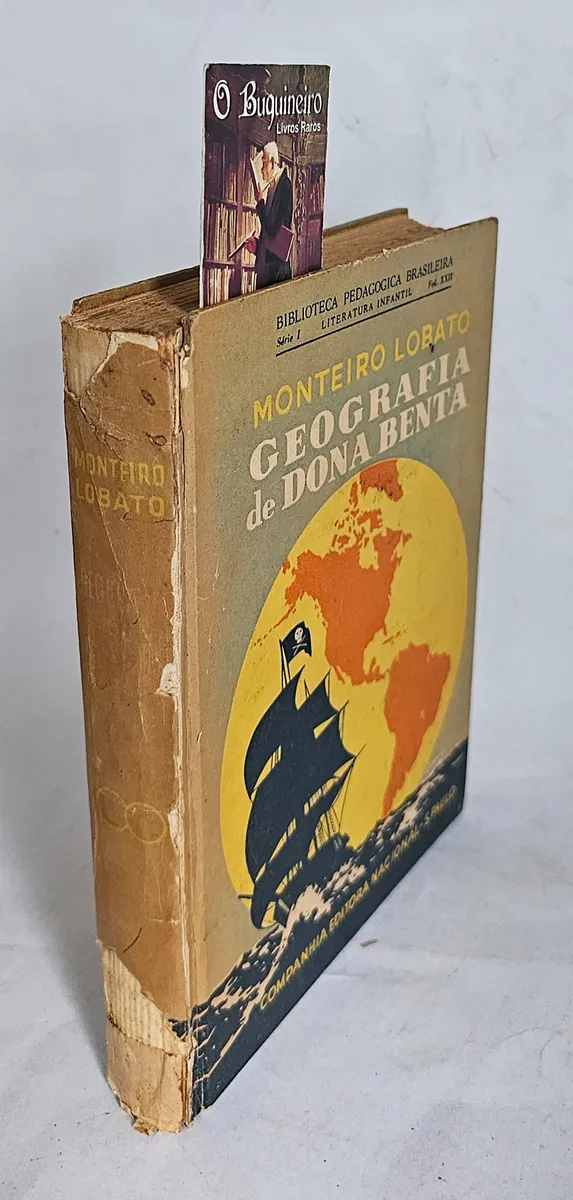 O Buquineiro
Livros Raros
BIBLIOTECA PEDAGOGICA BRASILEIRA
Série I LITERATURA INFANTIL Vol. XXII
MONTEIRO LOBATO
GEOGRAFIA
de DONA BENTA
COMPANHIA EDITORA NACIONAL - S. PAULO
MONTEIRO
LOBATO